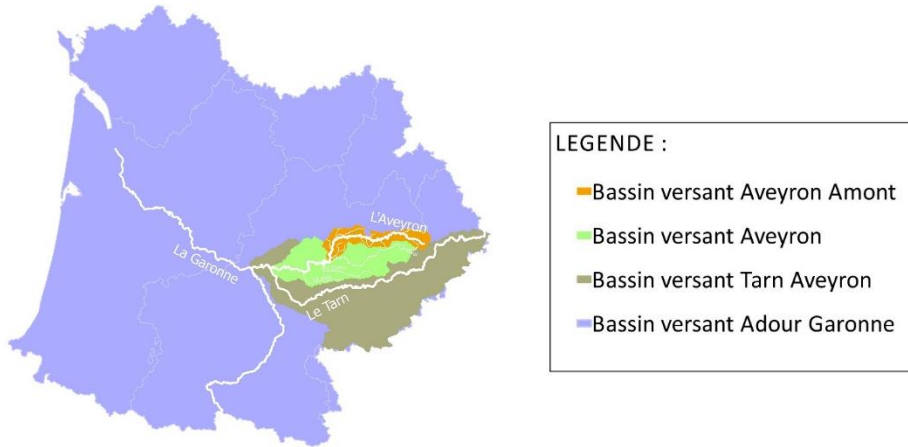 L'Aveyron
La Garonne
Le Tarn
LEGENDE :
Bassin versant Aveyron Amont
Bassin versant Aveyron
Bassin versant Tarn Aveyron
Bassin versant Adour Garonne